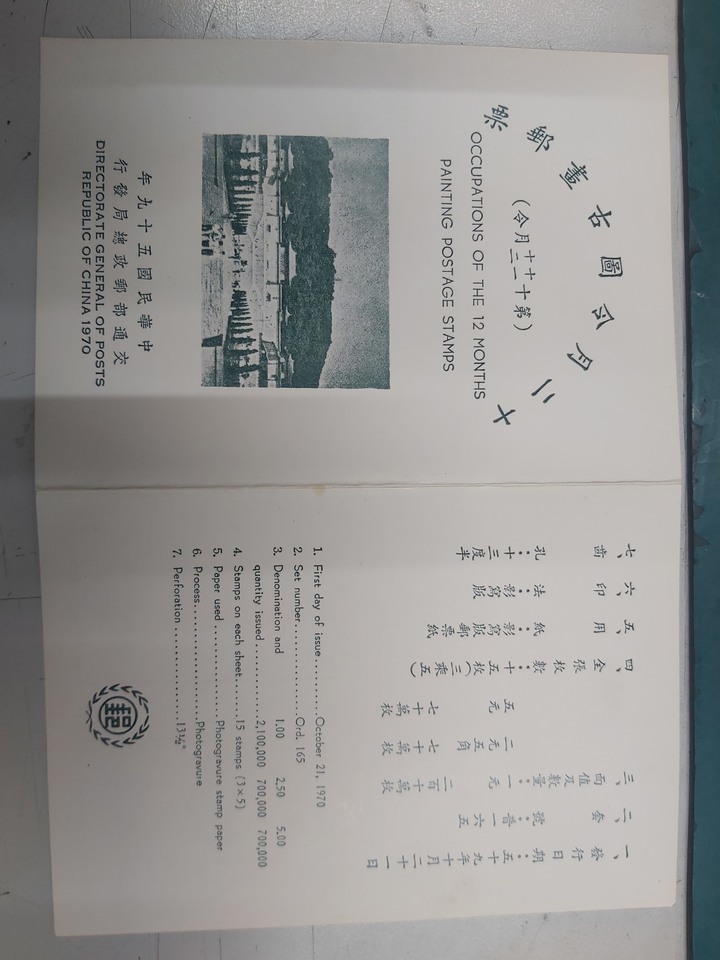 十二月令圖古畫郵票
（第十十一十二月令）
OCCUPATIONS OF THE 12 MONTHS
PAINTING POSTAGE STAMPS
中華民國五十九年
交通部郵政總局發行
DIRECTORATE GENERAL OF POSTS
REPUBLIC OF CHINA 1970
一、發行日期：五十九年十月二十一日
二、套號：普一六五
三、面值及數量：一元 二百十萬枚
二元五角 七十萬枚
五元 七十萬枚
四、全張枚數：十五枚（三乘五）
五、用紙：影寫版郵票紙
六、印法：影寫版
七、齒孔：十三度半
1. First day of issue..........October 21, 1970
2. Set number..................Ord. 165
3. Denomination and 1.00 2.50 5.00
quantity issued...........2,100,000 700,000 700,000
4. Stamps on each sheet.......15 stamps (3×5)
5. Paper used .................Photogravure stamp paper
6. Process.....................Photogravure
7. Perforation .................13½°
郵